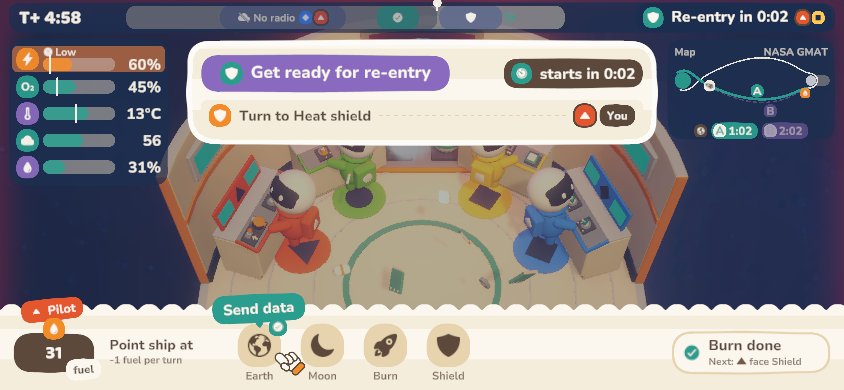 T+ 4:58
No radio
Re-entry in 0:02
Low
60%
O₂
45%
13°C
56
31%
Get ready for re-entry
starts in 0:02
Turn to Heat shield
You
Map
NASA GMAT
A
B
A 1:02
2:02
Pilot
31
fuel
Point ship at
-1 fuel per turn
Send data
Earth
Moon
Burn
Shield
Burn done
Next: ▲ face Shield